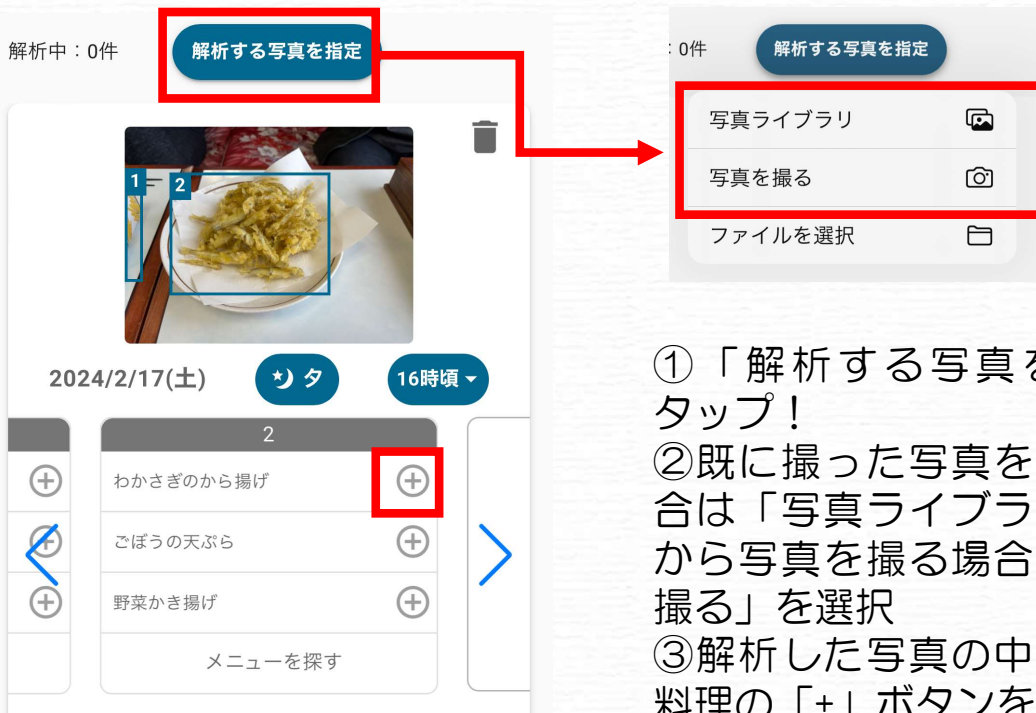 解析中：0件
解析する写真を指定
1
2
2024/2/17(土)
夕
16時頃
2
わかさぎのから揚げ
ごぼうの天ぷら
野菜かき揚げ
メニューを探す
：0件
解析する写真を指定
写真ライブラリ
写真を撮る
ファイルを選択
①「解析する写真を
タップ！
②既に撮った写真を
合は「写真ライブラ
から写真を撮る場合
撮る」を選択
③解析した写真の中
料理の「+」ボタンを